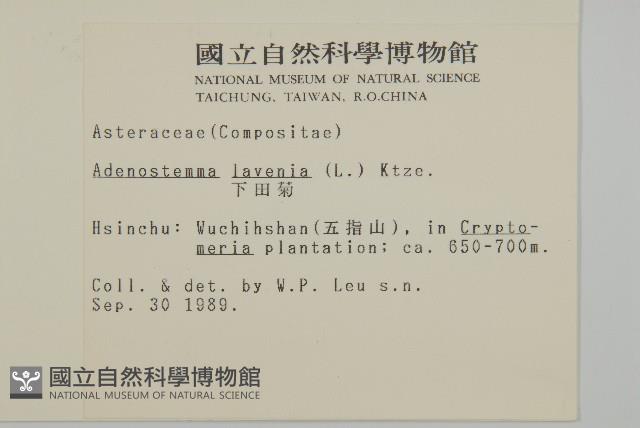 國立自然科學博物館
NATIONAL MUSEUM OF NATURAL SCIENCE
TAICHUNG, TAIWAN, R.O.CHINA
Asteraceae(Compositae)
Adenostemma lavenia (L.) Ktze.
下田菊
Hsinchu: Wuchihshan(五指山), in Crypto-
meria plantation; ca. 650-700m.
Coll. & det. by W.P. Leu s.n.
Sep. 30 1989.
國立自然科學博物館
NATIONAL MUSEUM OF NATURAL SCIENCE